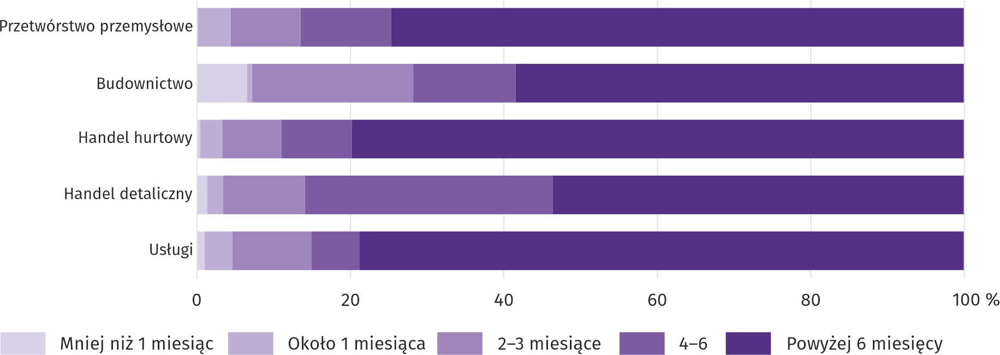 Przetwórstwo przemysłowe
Budownictwo
Handel hurtowy
Handel detaliczny
Usługi
0 20 40 60 80 100 %
Mniej niż 1 miesiąc Około 1 miesiąca 2–3 miesiące 4–6 Powyżej 6 miesięcy